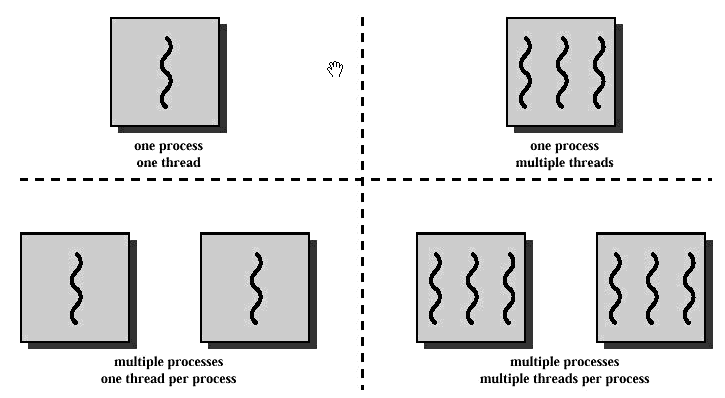 one process
one thread
one process
multiple threads
multiple processes
one thread per process
multiple processes
multiple threads per process